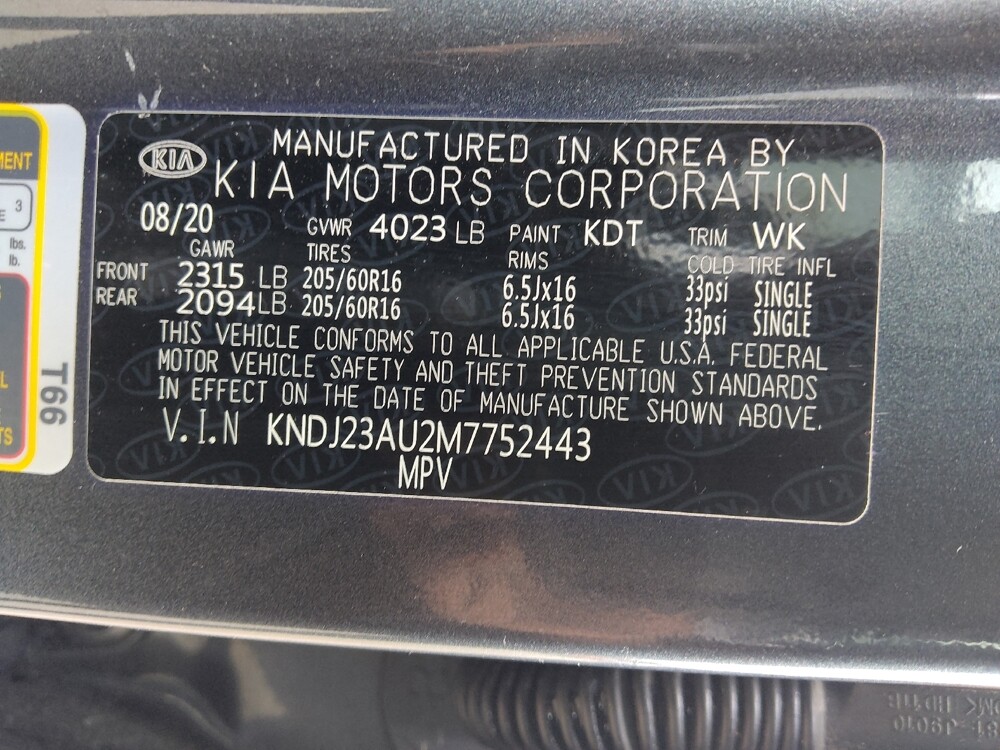 KIA
MANUFACTURED IN KOREA BY
KIA MOTORS CORPORATION
08/20 GVWR 4023 LB PAINT KDT TRIM WK
GAWR TIRES RIMS COLD TIRE INFL
FRONT 2315 LB 205/60R16 6.5Jx16 33psi SINGLE
REAR 2094 LB 205/60R16 6.5Jx16 33psi SINGLE
THIS VEHICLE CONFORMS TO ALL APPLICABLE U.S.A. FEDERAL
MOTOR VEHICLE SAFETY AND THEFT PREVENTION STANDARDS
IN EFFECT ON THE DATE OF MANUFACTURE SHOWN ABOVE.
V.I.N KNDJ23AU2M7752443
MPV
3
lbs.
lb.
T66